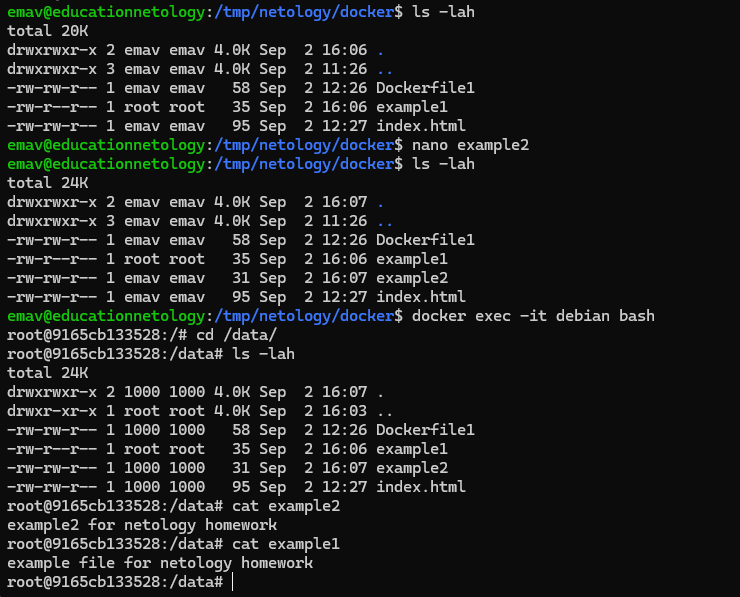 emav@educationnetology:/tmp/netology/docker$ ls -lah
total 20K
drwxrwxr-x 2 emav emav 4.0K Sep  2 16:06 .
drwxrwxr-x 3 emav emav 4.0K Sep  2 11:26 ..
-rw-rw-r-- 1 emav emav   58 Sep  2 12:26 Dockerfile1
-rw-r--r-- 1 root root   35 Sep  2 16:06 example1
-rw-rw-r-- 1 emav emav   95 Sep  2 12:27 index.html
emav@educationnetology:/tmp/netology/docker$ nano example2
emav@educationnetology:/tmp/netology/docker$ ls -lah
total 24K
drwxrwxr-x 2 emav emav 4.0K Sep  2 16:07 .
drwxrwxr-x 3 emav emav 4.0K Sep  2 11:26 ..
-rw-rw-r-- 1 emav emav   58 Sep  2 12:26 Dockerfile1
-rw-r--r-- 1 root root   35 Sep  2 16:06 example1
-rw-rw-r-- 1 emav emav   31 Sep  2 16:07 example2
-rw-rw-r-- 1 emav emav   95 Sep  2 12:27 index.html
emav@educationnetology:/tmp/netology/docker$ docker exec -it debian bash
root@9165cb133528:/# cd /data/
root@9165cb133528:/data# ls -lah
total 24K
drwxrwxr-x 2 1000 1000 4.0K Sep  2 16:07 .
drwxr-xr-x 1 root root 4.0K Sep  2 16:03 ..
-rw-rw-r-- 1 1000 1000   58 Sep  2 12:26 Dockerfile1
-rw-r--r-- 1 root root   35 Sep  2 16:06 example1
-rw-rw-r-- 1 1000 1000   31 Sep  2 16:07 example2
-rw-rw-r-- 1 1000 1000   95 Sep  2 12:27 index.html
root@9165cb133528:/data# cat example2
example2 for netology homework
root@9165cb133528:/data# cat example1
example file for netology homework
root@9165cb133528:/data#